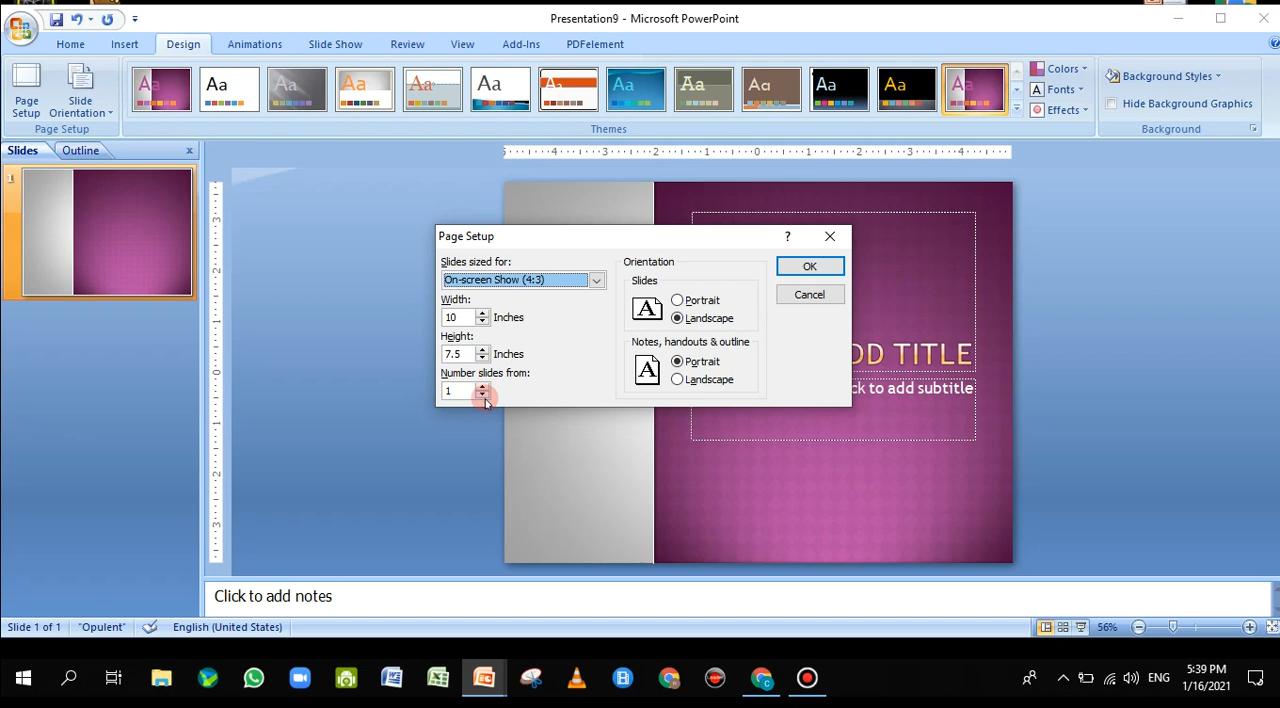 Presentation9 - Microsoft PowerPoint
Home Insert Design Animations Slide Show Review View Add-Ins PDFelement
Page Setup
Slide Orientation
Page Setup
Aa Aa Aa Aa Aa Aa Aa Aa Aa Aa Aa Aa Aa
Themes
Colors
Fonts
Effects
Background Styles
Hide Background Graphics
Background
Slides Outline
1
Page Setup
Slides sized for:
On-screen Show (4:3)
Width:
10 Inches
Height:
7.5 Inches
Number slides from:
1
Orientation
Slides
Portrait
Landscape
Notes, handouts & outline
Portrait
Landscape
OK
Cancel
DD TITLE
ck to add subtitle
Click to add notes
Slide 1 of 1 "Opulent" English (United States) 56%
ENG
5:39 PM
1/16/2021